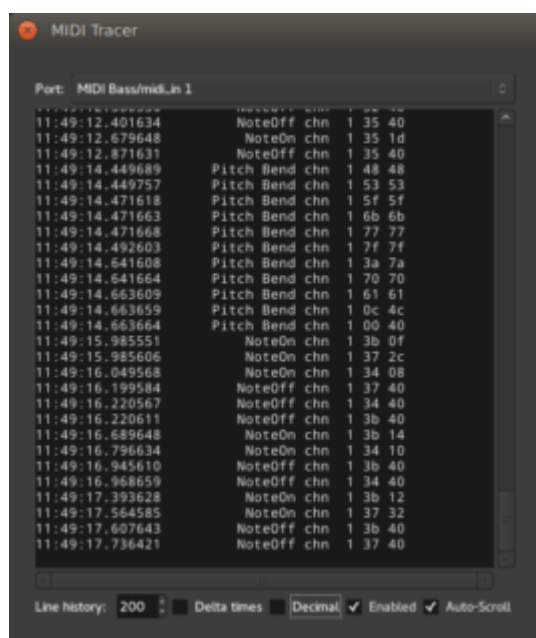 MIDI Tracer
Port: MIDI Bass/midi_in 1
11:49:12.401634 NoteOff chn 1 35 40
11:49:12.679648 NoteOn chn 1 35 1d
11:49:12.871631 NoteOff chn 1 35 40
11:49:14.449689 Pitch Bend chn 1 48 48
11:49:14.449757 Pitch Bend chn 1 53 53
11:49:14.471618 Pitch Bend chn 1 5f 5f
11:49:14.471663 Pitch Bend chn 1 6b 6b
11:49:14.471668 Pitch Bend chn 1 77 77
11:49:14.492603 Pitch Bend chn 1 7f 7f
11:49:14.641608 Pitch Bend chn 1 3a 7a
11:49:14.641664 Pitch Bend chn 1 70 70
11:49:14.663609 Pitch Bend chn 1 61 61
11:49:14.663659 Pitch Bend chn 1 0c 4c
11:49:14.663664 Pitch Bend chn 1 00 40
11:49:15.985551 NoteOn chn 1 3b 0f
11:49:15.985606 NoteOn chn 1 37 2c
11:49:16.049568 NoteOn chn 1 34 08
11:49:16.199584 NoteOff chn 1 37 40
11:49:16.220567 NoteOff chn 1 34 40
11:49:16.220611 NoteOff chn 1 3b 40
11:49:16.689648 NoteOn chn 1 3b 14
11:49:16.796634 NoteOn chn 1 34 10
11:49:16.945610 NoteOff chn 1 3b 40
11:49:16.968659 NoteOff chn 1 34 40
11:49:17.393628 NoteOn chn 1 3b 12
11:49:17.564585 NoteOn chn 1 37 32
11:49:17.607643 NoteOff chn 1 3b 40
11:49:17.736421 NoteOff chn 1 37 40
Line history: 200 Delta times Decimal Enabled Auto-Scroll